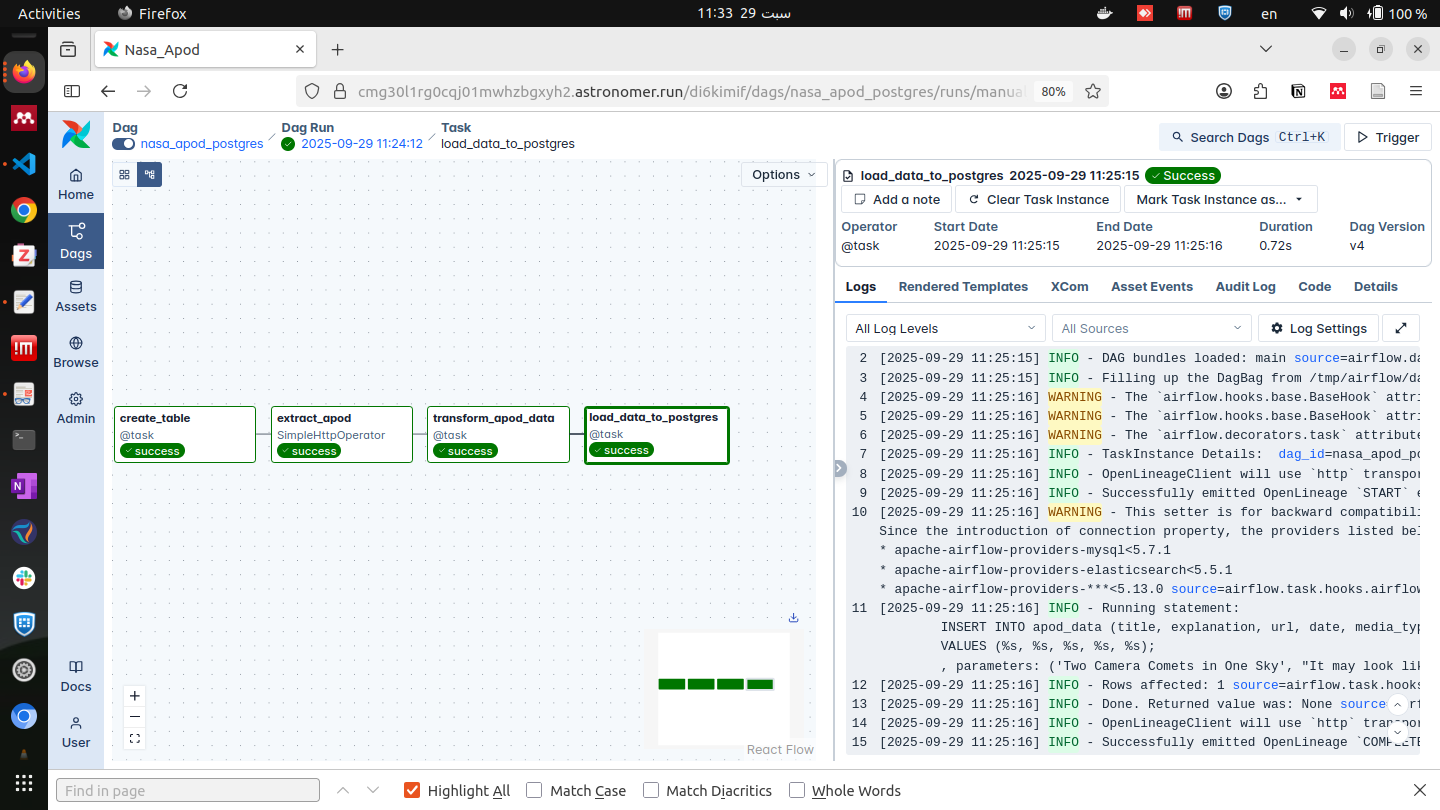 Activities
Firefox
11:33 29 سبت
en
100 %
Nasa_Apod
cmg30l1rg0cqj01mwhzbgxyh2.astronomer.run/di6kimif/dags/nasa_apod_postgres/runs/manual
80%
Dag
nasa_apod_postgres
Dag Run
2025-09-29 11:24:12
Task
load_data_to_postgres
Search Dags Ctrl+K
Trigger
Home
Dags
Assets
Browse
Admin
Docs
User
Options
create_table
@task
success
extract_apod
SimpleHttpOperator
success
transform_apod_data
@task
success
load_data_to_postgres
@task
success
React Flow
load_data_to_postgres 2025-09-29 11:25:15 Success
Add a note
Clear Task Instance
Mark Task Instance as...
Operator Start Date End Date Duration Dag Version
@task 2025-09-29 11:25:15 2025-09-29 11:25:16 0.72s v4
Logs Rendered Templates XCom Asset Events Audit Log Code Details
All Log Levels
All Sources
Log Settings
2 [2025-09-29 11:25:15] INFO - DAG bundles loaded: main source=airflow.da
3 [2025-09-29 11:25:15] INFO - Filling up the DagBag from /tmp/airflow/da
4 [2025-09-29 11:25:16] WARNING - The `airflow.hooks.base.BaseHook` attri
5 [2025-09-29 11:25:16] WARNING - The `airflow.hooks.base.BaseHook` attri
6 [2025-09-29 11:25:16] WARNING - The `airflow.decorators.task` attribute
7 [2025-09-29 11:25:16] INFO - TaskInstance Details: dag_id=nasa_apod_po
8 [2025-09-29 11:25:16] INFO - OpenLineageClient will use `http` transpor
9 [2025-09-29 11:25:16] INFO - Successfully emitted OpenLineage `START` e
10 [2025-09-29 11:25:16] WARNING - This setter is for backward compatibili
Since the introduction of connection property, the providers listed bel
* apache-airflow-providers-mysql<5.7.1
* apache-airflow-providers-elasticsearch<5.5.1
* apache-airflow-providers-***<5.13.0 source=airflow.task.hooks.airflow
11 [2025-09-29 11:25:16] INFO - Running statement:
INSERT INTO apod_data (title, explanation, url, date, media_typ
VALUES (%s, %s, %s, %s, %s);
, parameters: ('Two Camera Comets in One Sky', "It may look lik
12 [2025-09-29 11:25:16] INFO - Rows affected: 1 source=airflow.task.hooks
13 [2025-09-29 11:25:16] INFO - Done. Returned value was: None source
14 [2025-09-29 11:25:16] INFO - OpenLineageClient will use `http` transpor
15 [2025-09-29 11:25:16] INFO - Successfully emitted OpenLineage `COMPLETE
Find in page
Highlight All
Match Case
Match Diacritics
Whole Words